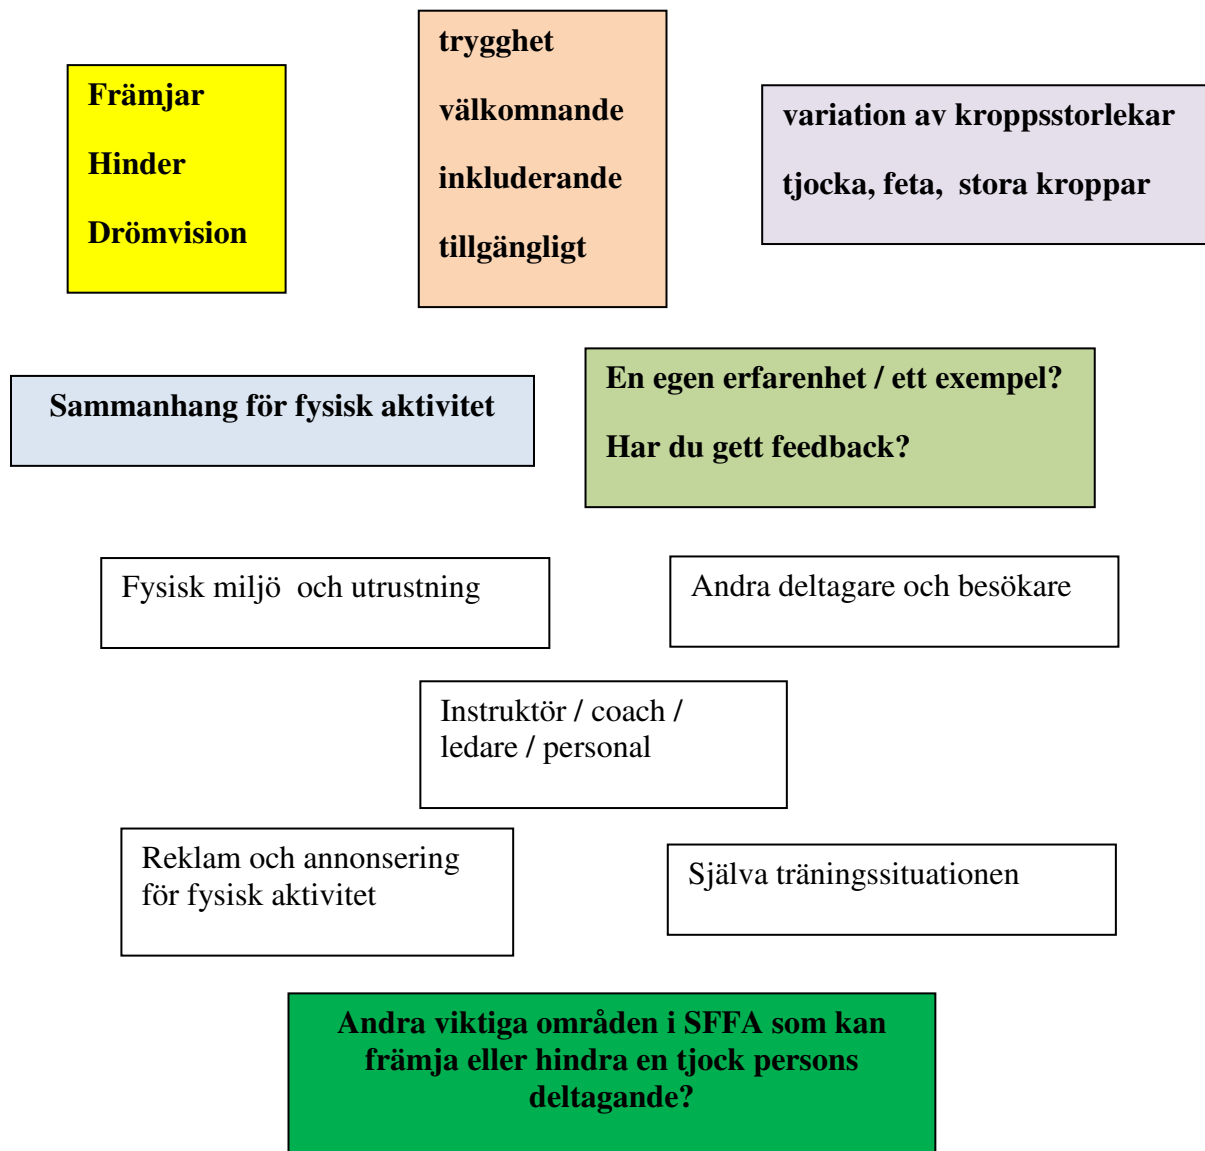 Främjar
Hinder
Drömvision
trygghet
välkomnande
inkluderande
tillgängligt
variation av kroppsstorlekar
tjocka, feta,  stora kroppar
Sammanhang för fysisk aktivitet
En egen erfarenhet / ett exempel?
Har du gett feedback?
Fysisk miljö  och utrustning
Andra deltagare och besökare
Instruktör / coach /
ledare / personal
Reklam och annonsering
för fysisk aktivitet
Själva träningssituationen
Andra viktiga områden i SFFA som kan
främja eller hindra en tjock persons
deltagande?